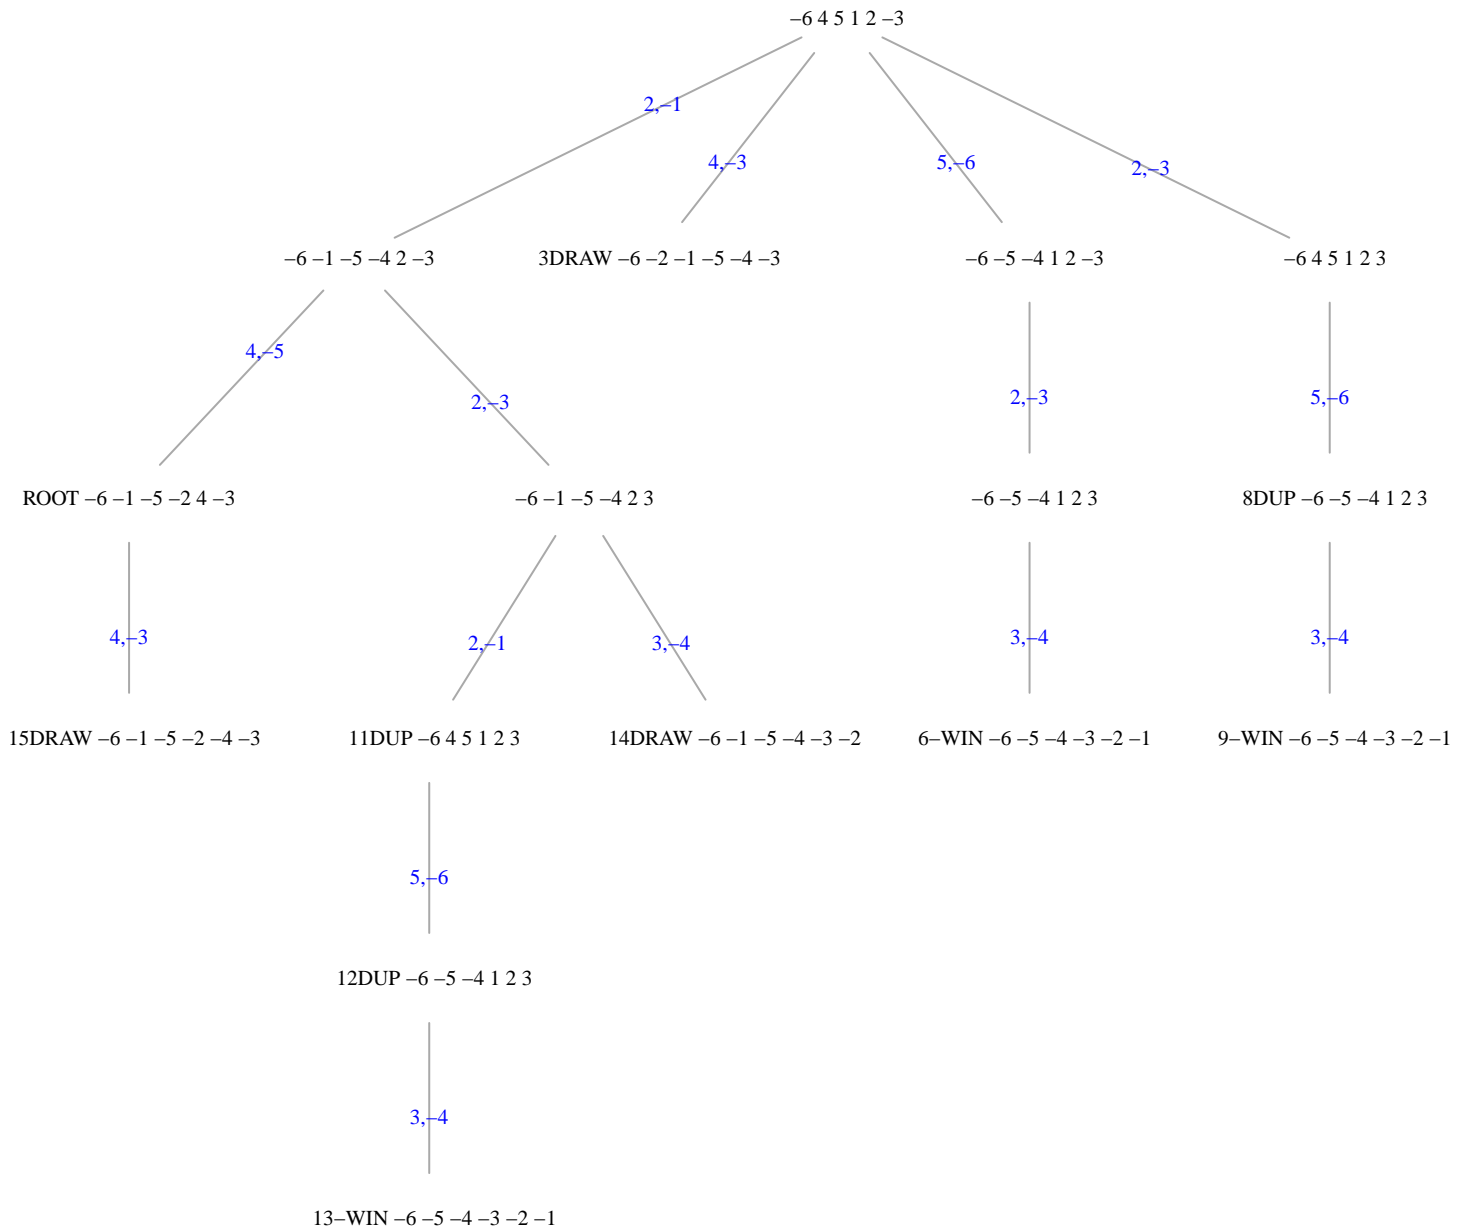 −6 4 5 1 2 −3
2,−1
4,−3
5,−6
2,−3
−6 −1 −5 −4 2 −3
3DRAW −6 −2 −1 −5 −4 −3
−6 −5 −4 1 2 −3
−6 4 5 1 2 3
4,−5
2,−3
2,−3
5,−6
ROOT −6 −1 −5 −2 4 −3
−6 −1 −5 −4 2 3
−6 −5 −4 1 2 3
8DUP −6 −5 −4 1 2 3
4,−3
2,−1
3,−4
3,−4
3,−4
15DRAW −6 −1 −5 −2 −4 −3
11DUP −6 4 5 1 2 3
14DRAW −6 −1 −5 −4 −3 −2
6−WIN −6 −5 −4 −3 −2 −1
9−WIN −6 −5 −4 −3 −2 −1
5,−6
12DUP −6 −5 −4 1 2 3
3,−4
13−WIN −6 −5 −4 −3 −2 −1